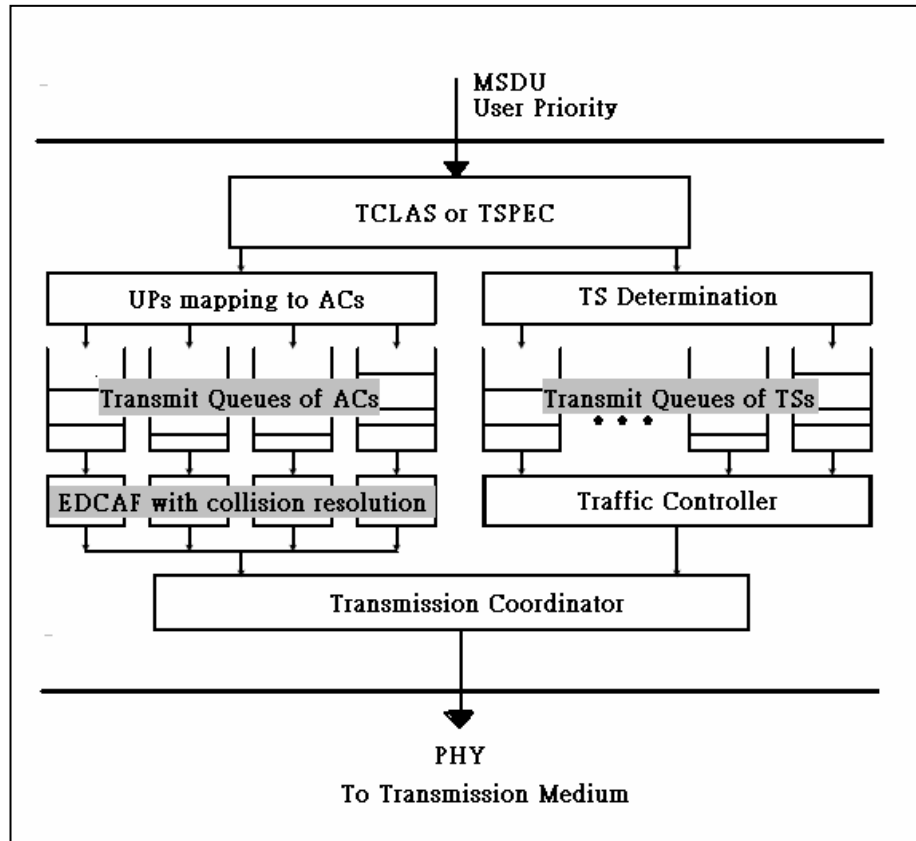 MSDU
User Priority
TCLAS or TSPEC
UPs mapping to ACs
TS Determination
Transmit Queues of ACs
Transmit Queues of TSs
EDCAF with collision resolution
Traffic Controller
Transmission Coordinator
PHY
To Transmission Medium